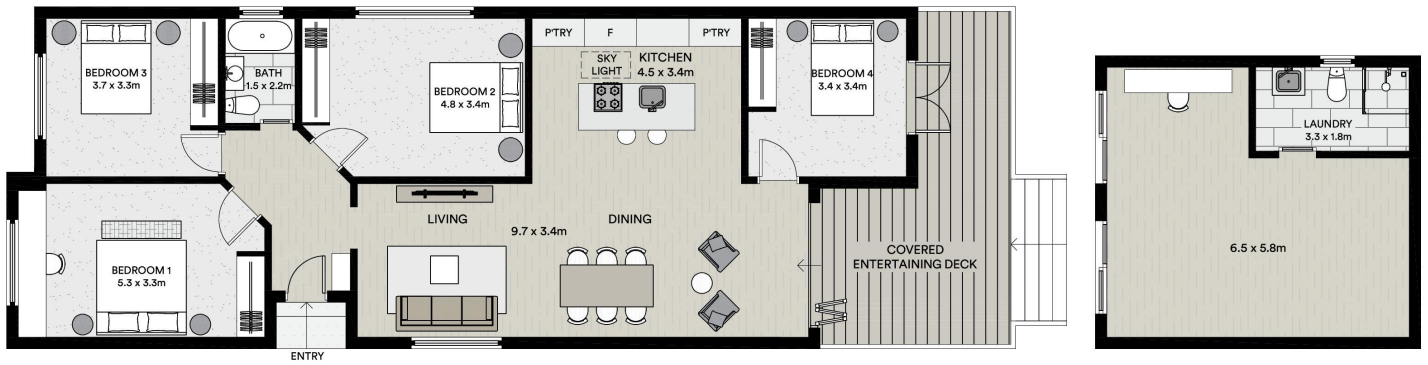 BEDROOM 3
3.7 x 3.3m
BATH
1.5 x 2.2m
BEDROOM 2
4.8 x 3.4m
P'TRY
F
P'TRY
SKY
LIGHT
KITCHEN
4.5 x 3.4m
BEDROOM 4
3.4 x 3.4m
BEDROOM 1
5.3 x 3.3m
ENTRY
LIVING
9.7 x 3.4m
DINING
COVERED
ENTERTAINING DECK
LAUNDRY
3.3 x 1.8m
6.5 x 5.8m